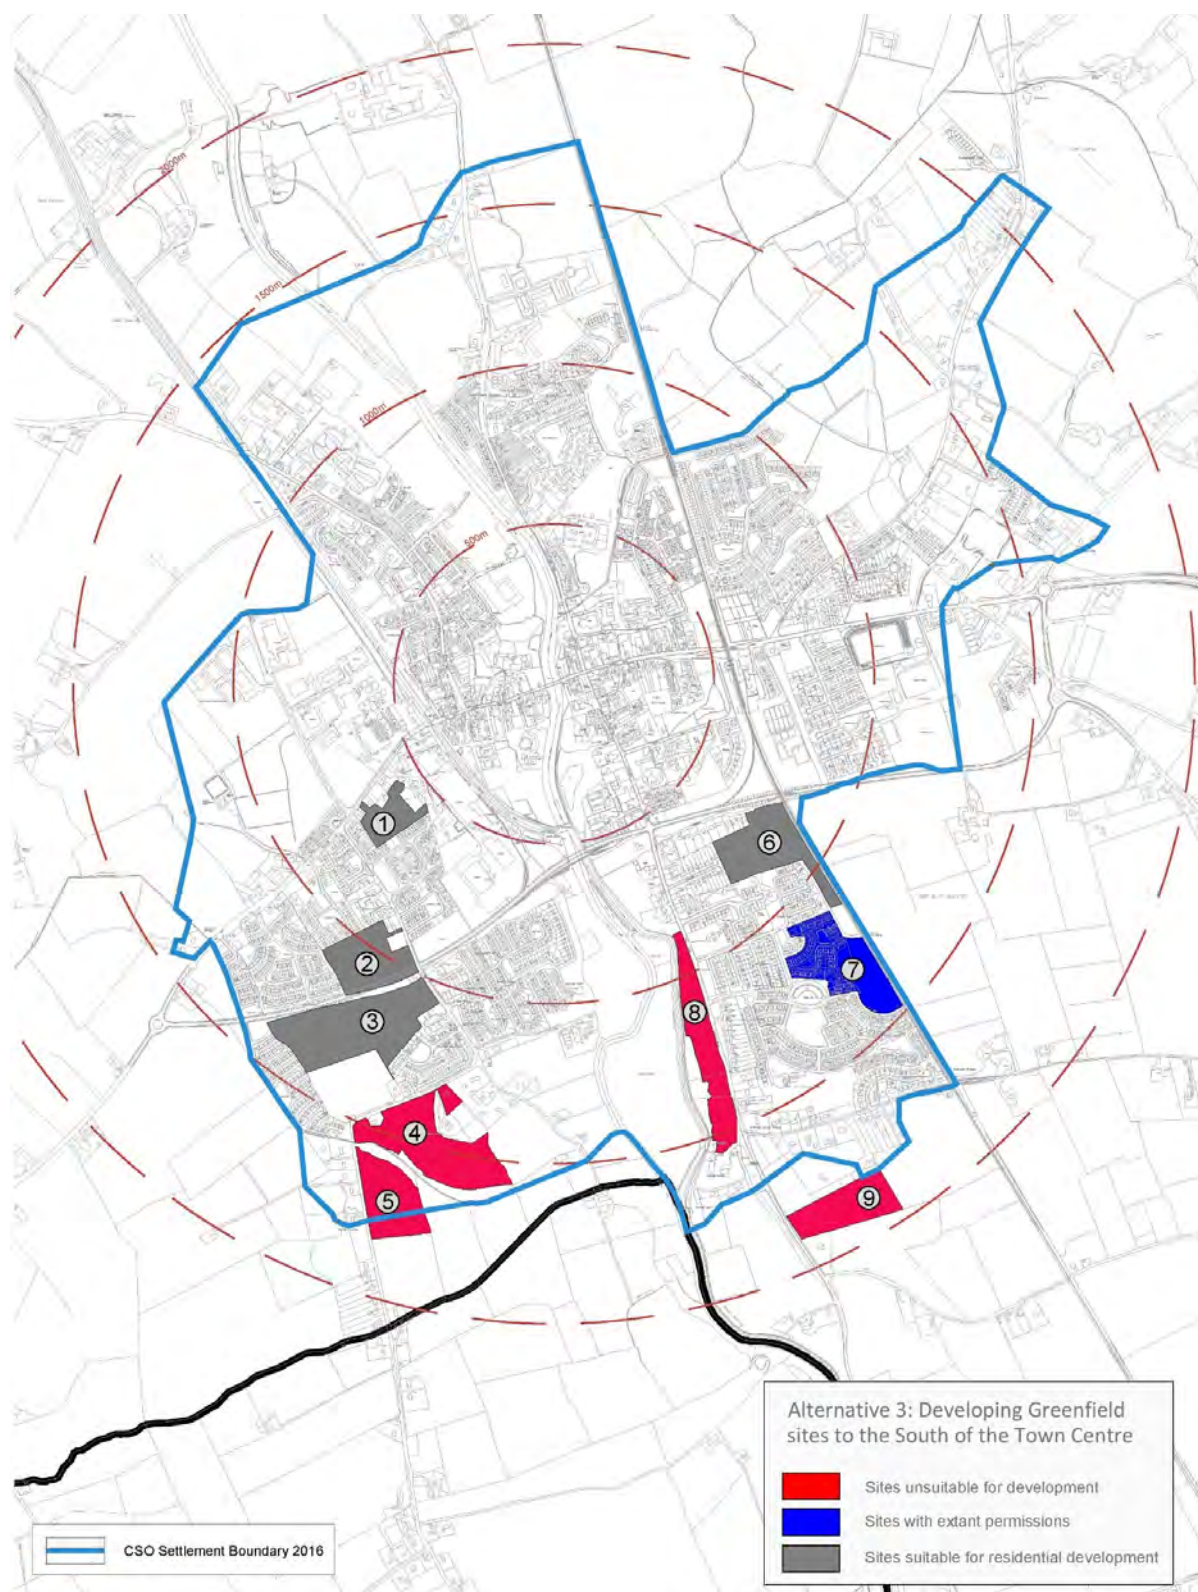 2000m
1500m
1000m
500m
1
2
3
4
5
6
7
8
9
Alternative 3: Developing Greenfield
sites to the South of the Town Centre
Sites unsuitable for development
Sites with extant permissions
Sites suitable for residential development
CSO Settlement Boundary 2016